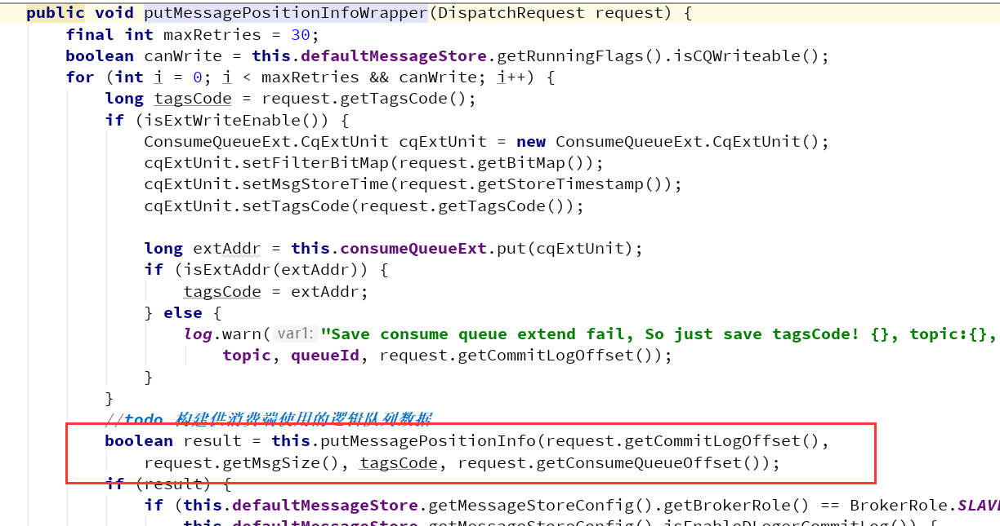 public void putMessagePositionInfoWrapper(DispatchRequest request) {
final int maxRetries = 30;
boolean canWrite = this.defaultMessageStore.getRunningFlags().isCQWriteable();
for (int i = 0; i < maxRetries && canWrite; i++) {
long tagsCode = request.getTagsCode();
if (isExtWriteEnable()) {
ConsumeQueueExt.CqExtUnit cqExtUnit = new ConsumeQueueExt.CqExtUnit();
cqExtUnit.setFilterBitMap(request.getBitMap());
cqExtUnit.setMsgStoreTime(request.getStoreTimestamp());
cqExtUnit.setTagsCode(request.getTagsCode());
long extAddr = this.consumeQueueExt.put(cqExtUnit);
if (isExtAddr(extAddr)) {
tagsCode = extAddr;
} else {
log.warn( var1: "Save consume queue extend fail, So just save tagsCode! {}, topic:{},
topic, queueId, request.getCommitLogOffset());
}
}
//todo 构建供消费端使用的逻辑队列数据
boolean result = this.putMessagePositionInfo(request.getCommitLogOffset(),
request.getMsgSize(), tagsCode, request.getConsumeQueueOffset());
if (result) {
if (this.defaultMessageStore.getMessageStoreConfig().getBrokerRole() == BrokerRole.SLAVE
this.defaultMessageStore.getMessageStoreConfig().isEnableDLegerCommitLog()) {